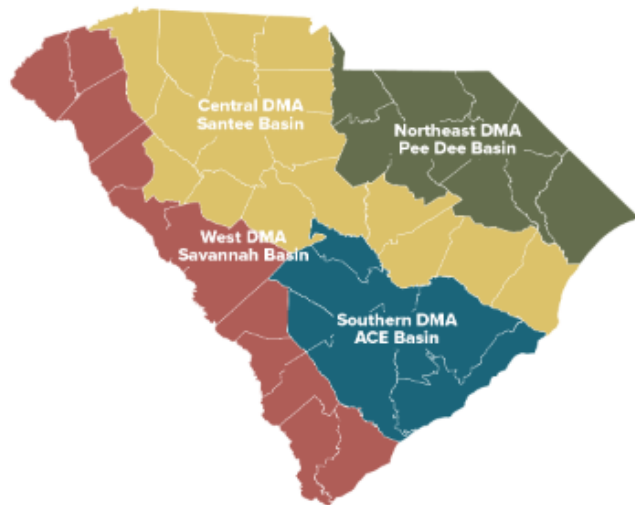 Central DMA
Santee Basin
Northeast DMA
Pee Dee Basin
West DMA
Savannah Basin
Southern DMA
ACE Basin